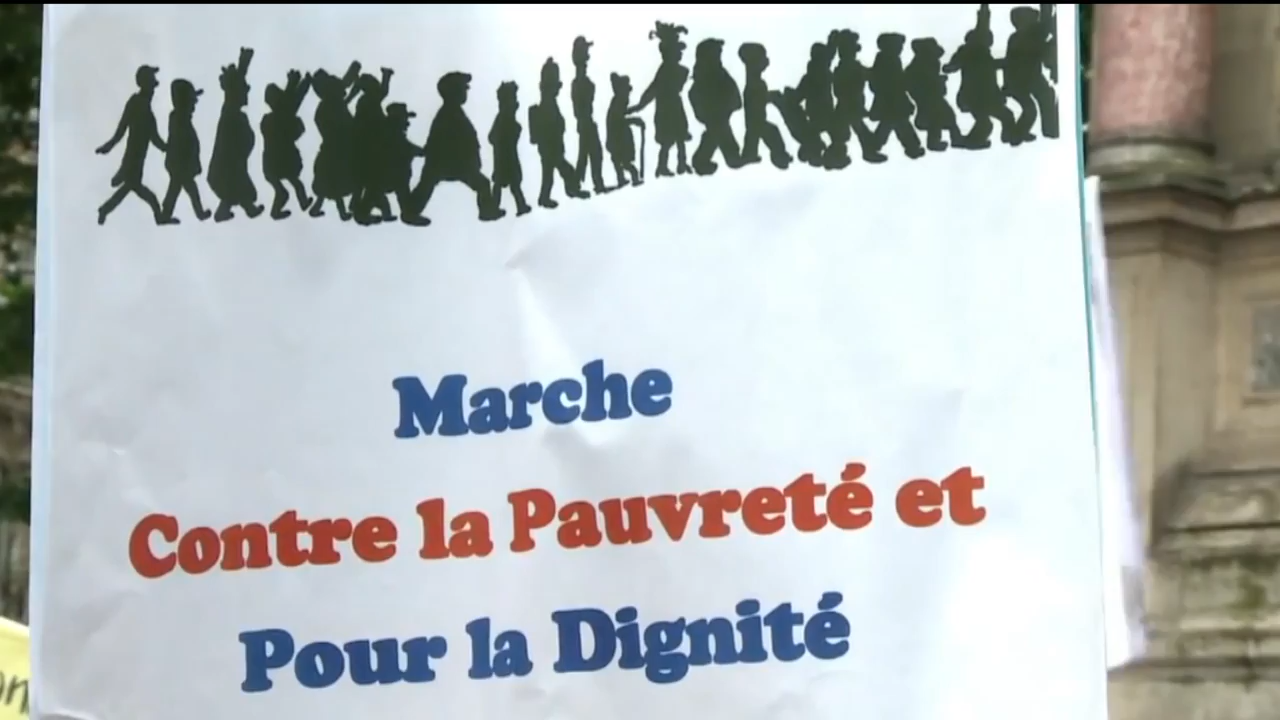 Marche
Contre la Pauvreté et
Pour la Dignité